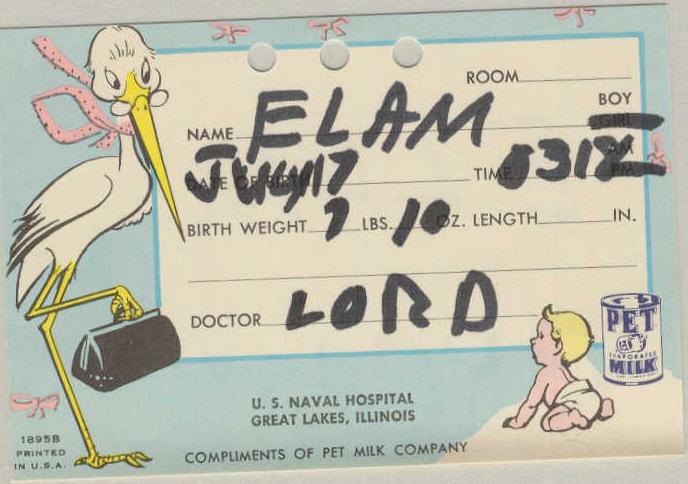 ROOM
BOY
NAME ELAM GIRL
AM
DATE OF BIRTH JULY 17 TIME 0312 PM
BIRTH WEIGHT 7 LBS. 10 OZ. LENGTH IN.
DOCTOR LORD
PET
EVAPORATED
MILK
U. S. NAVAL HOSPITAL
GREAT LAKES, ILLINOIS
1895B
PRINTED
IN U.S.A.
COMPLIMENTS OF PET MILK COMPANY